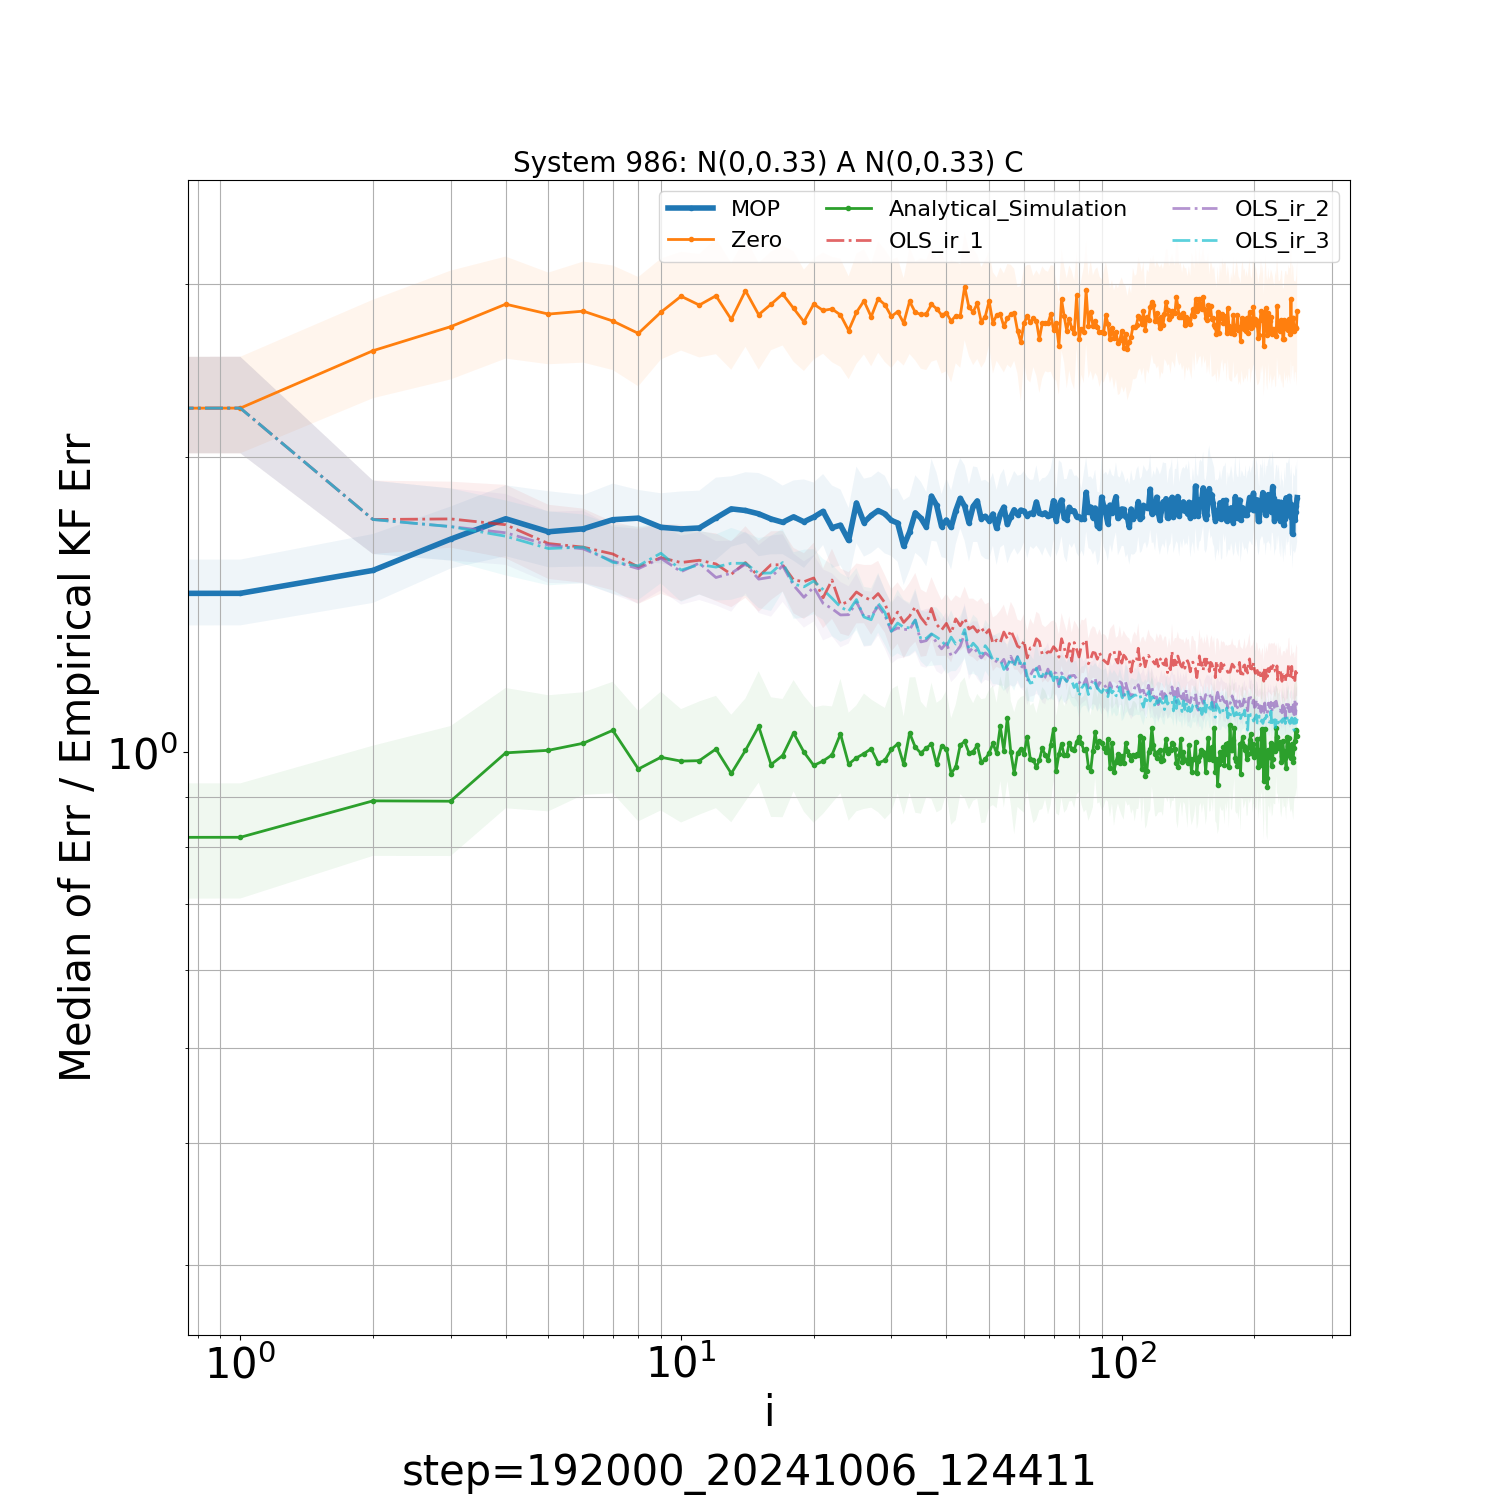 System 986: N(0,0.33) A N(0,0.33) C
MOP
Zero
Analytical_Simulation
OLS_ir_1
OLS_ir_2
OLS_ir_3
Median of Err / Empirical KF Err
10⁰
10⁰ 10¹ 10²
i
step=192000_20241006_124411